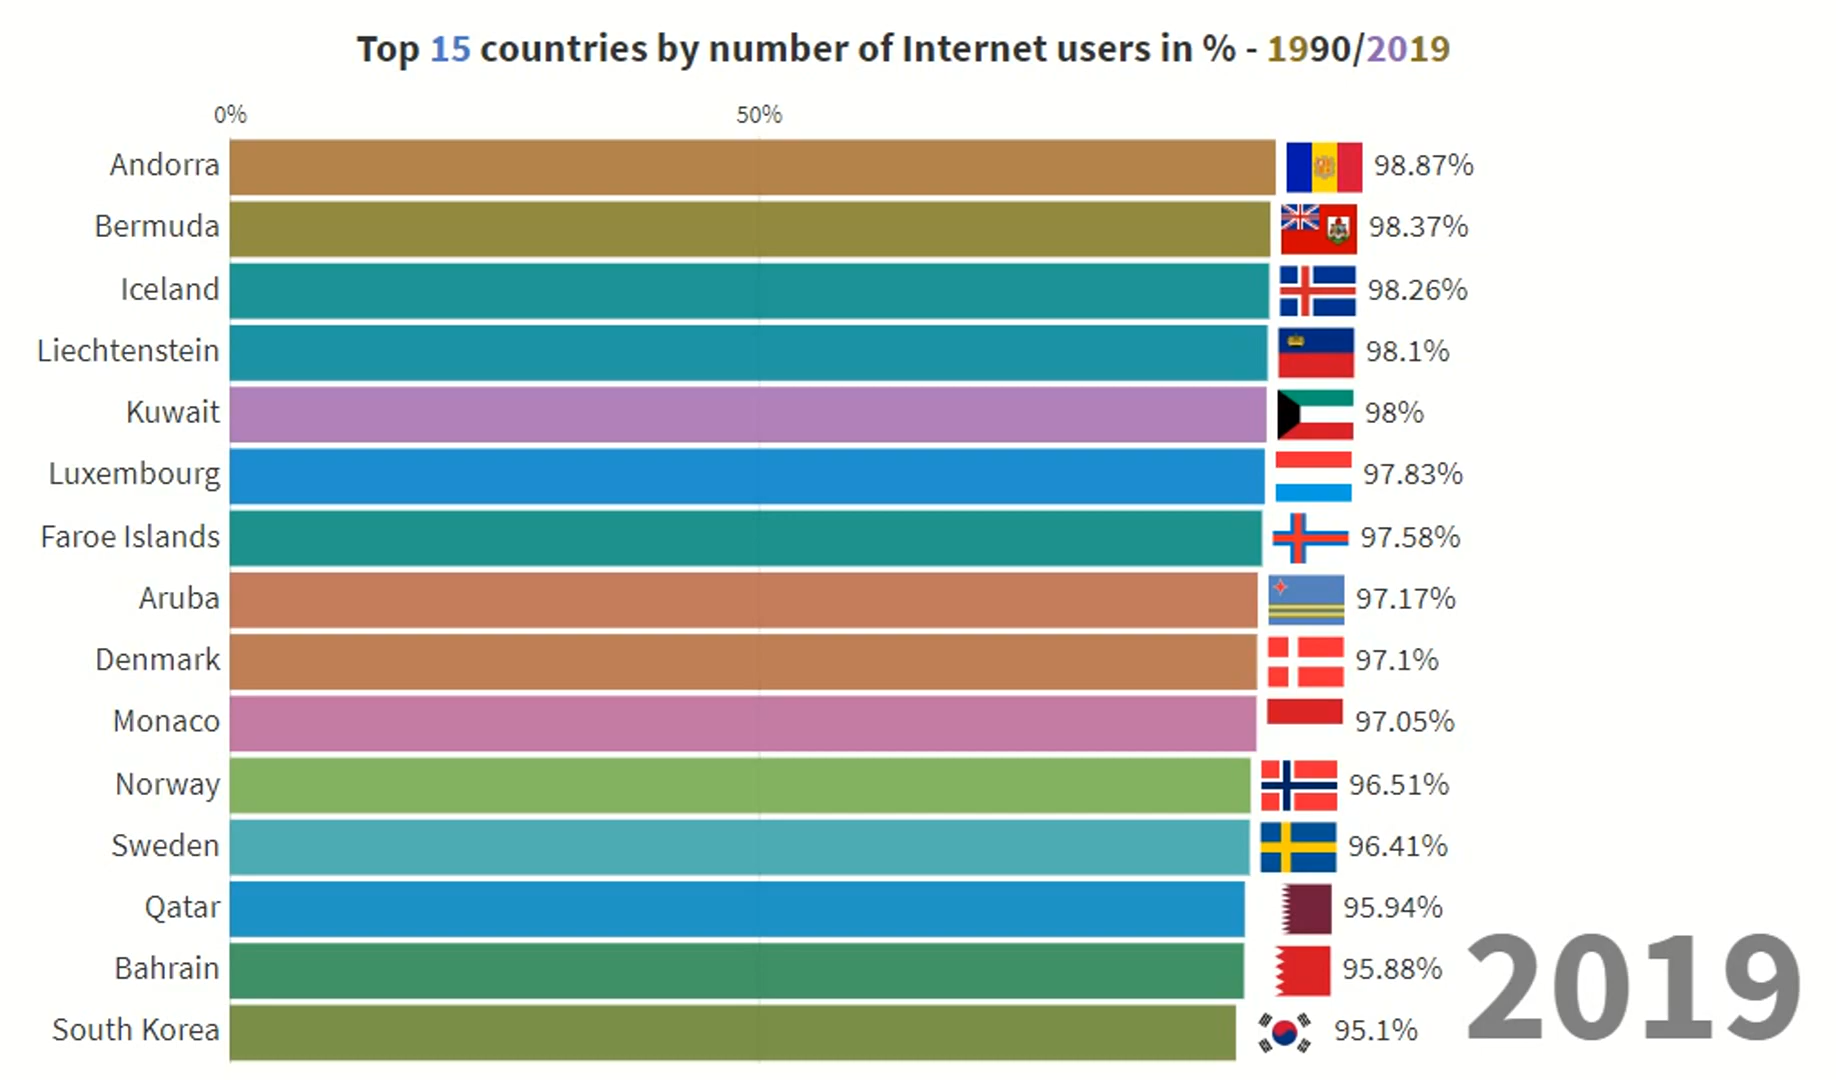 Top 15 countries by number of Internet users in % - 1990/2019
0% 50%
Andorra 98.87%
Bermuda 98.37%
Iceland 98.26%
Liechtenstein 98.1%
Kuwait 98%
Luxembourg 97.83%
Faroe Islands 97.58%
Aruba 97.17%
Denmark 97.1%
Monaco 97.05%
Norway 96.51%
Sweden 96.41%
Qatar 95.94%
Bahrain 95.88%
South Korea 95.1%
2019